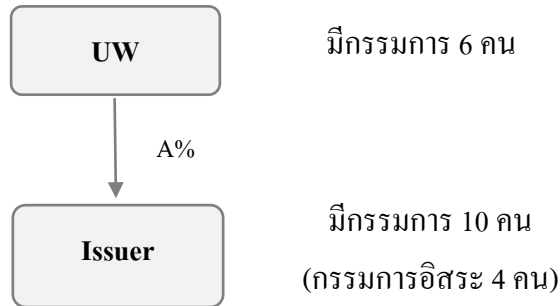 UW
มีกรรมการ 6 คน
A%
Issuer
มีกรรมการ 10 คน
(กรรมการอิสระ 4 คน)